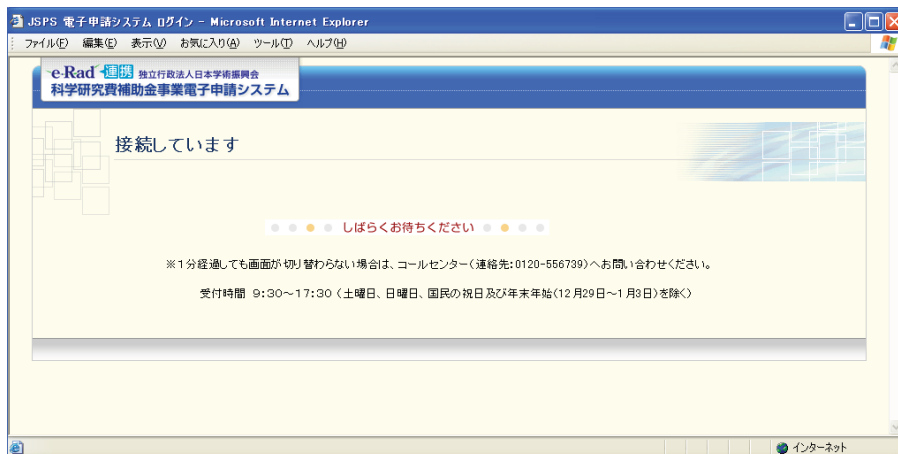 JSPS 電子申請システム ログイン - Microsoft Internet Explorer
ファイル(F) 編集(E) 表示(V) お気に入り(A) ツール(T) ヘルプ(H)
e-Rad 連携 独立行政法人日本学術振興会
科学研究費補助金事業電子申請システム
接続しています
しばらくお待ちください
※1分経過しても画面が切り替わらない場合は、コールセンター(連絡先:0120-556739)へお問い合わせください。
受付時間 9:30～17:30 (土曜日、日曜日、国民の祝日及び年末年始(12月29日～1月3日)を除く)
インターネット